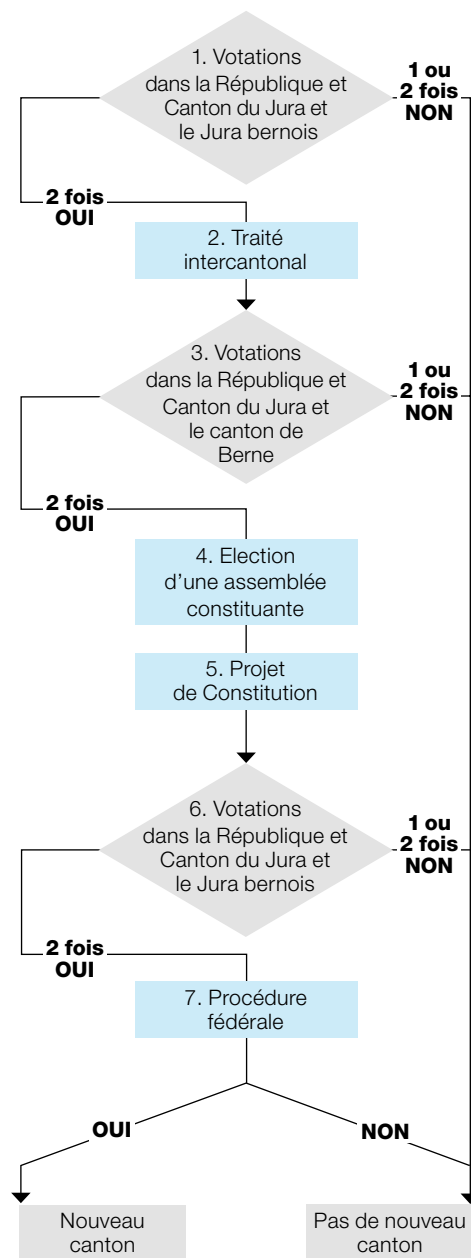 1. Votations
dans la République et
Canton du Jura et
le Jura bernois
1 ou
2 fois
NON
2 fois
OUI
2. Traité
intercantonal
3. Votations
dans la République et
Canton du Jura et
le canton de
Berne
1 ou
2 fois
NON
2 fois
OUI
4. Election
d'une assemblée
constituante
5. Projet
de Constitution
6. Votations
dans la République et
Canton du Jura et
le Jura bernois
1 ou
2 fois
NON
2 fois
OUI
7. Procédure
fédérale
OUI
NON
Nouveau
canton
Pas de nouveau
canton